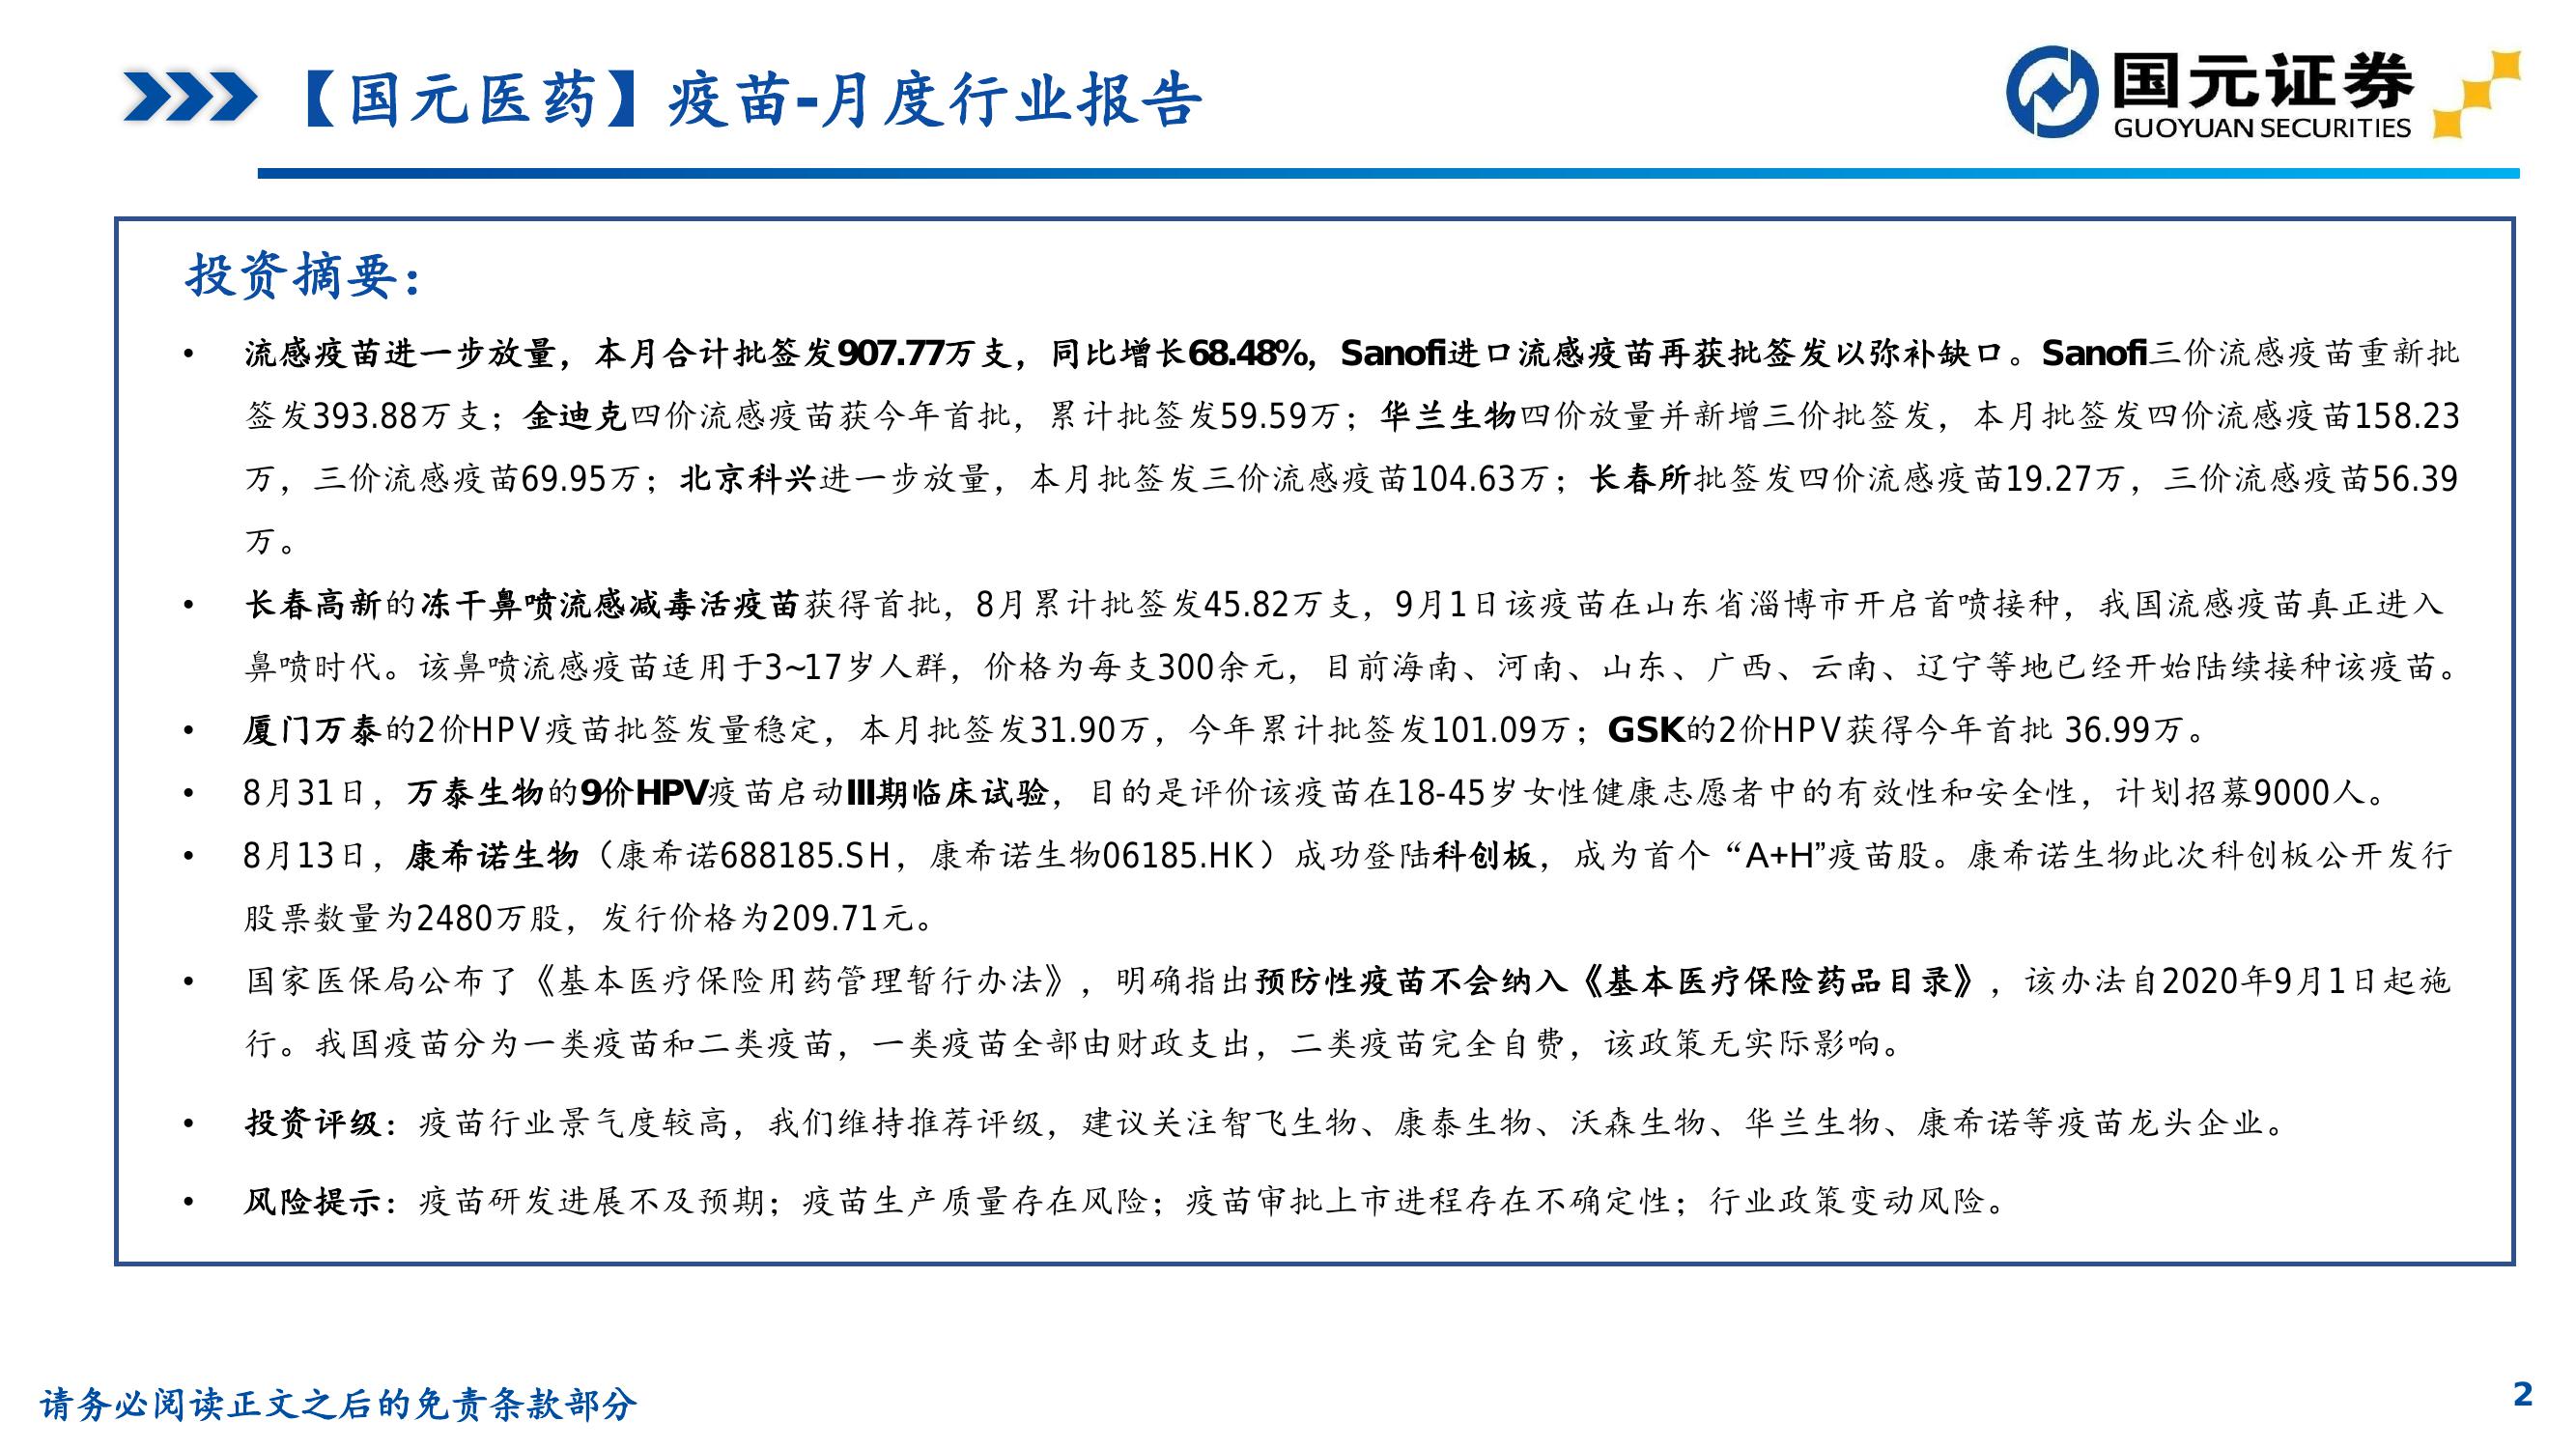 【国元医药】疫苗-月度行业报告
国元证券
GUOYUAN SECURITIES
投资摘要：
• 流感疫苗进一步放量，本月合计批签发907.77万支，同比增长68.48%，Sanofi进口流感疫苗再获批签发以弥补缺口。Sanofi三价流感疫苗重新批
签发393.88万支；金迪克四价流感疫苗获今年首批，累计批签发59.59万；华兰生物四价放量并新增三价批签发，本月批签发四价流感疫苗158.23
万，三价流感疫苗69.95万；北京科兴进一步放量，本月批签发三价流感疫苗104.63万；长春所批签发四价流感疫苗19.27万，三价流感疫苗56.39
万。
• 长春高新的冻干鼻喷流感减毒活疫苗获得首批，8月累计批签发45.82万支，9月1日该疫苗在山东省淄博市开启首喷接种，我国流感疫苗真正进入
鼻喷时代。该鼻喷流感疫苗适用于3~17岁人群，价格为每支300余元，目前海南、河南、山东、广西、云南、辽宁等地已经开始陆续接种该疫苗。
• 厦门万泰的2价HPV疫苗批签发量稳定，本月批签发31.90万，今年累计批签发101.09万；GSK的2价HPV获得今年首批 36.99万。
• 8月31日，万泰生物的9价HPV疫苗启动III期临床试验，目的是评价该疫苗在18-45岁女性健康志愿者中的有效性和安全性，计划招募9000人。
• 8月13日，康希诺生物（康希诺688185.SH，康希诺生物06185.HK）成功登陆科创板，成为首个“A+H”疫苗股。康希诺生物此次科创板公开发行
股票数量为2480万股，发行价格为209.71元。
• 国家医保局公布了《基本医疗保险用药管理暂行办法》，明确指出预防性疫苗不会纳入《基本医疗保险药品目录》，该办法自2020年9月1日起施
行。我国疫苗分为一类疫苗和二类疫苗，一类疫苗全部由财政支出，二类疫苗完全自费，该政策无实际影响。
• 投资评级：疫苗行业景气度较高，我们维持推荐评级，建议关注智飞生物、康泰生物、沃森生物、华兰生物、康希诺等疫苗龙头企业。
• 风险提示：疫苗研发进展不及预期；疫苗生产质量存在风险；疫苗审批上市进程存在不确定性；行业政策变动风险。
请务必阅读正文之后的免责条款部分
2